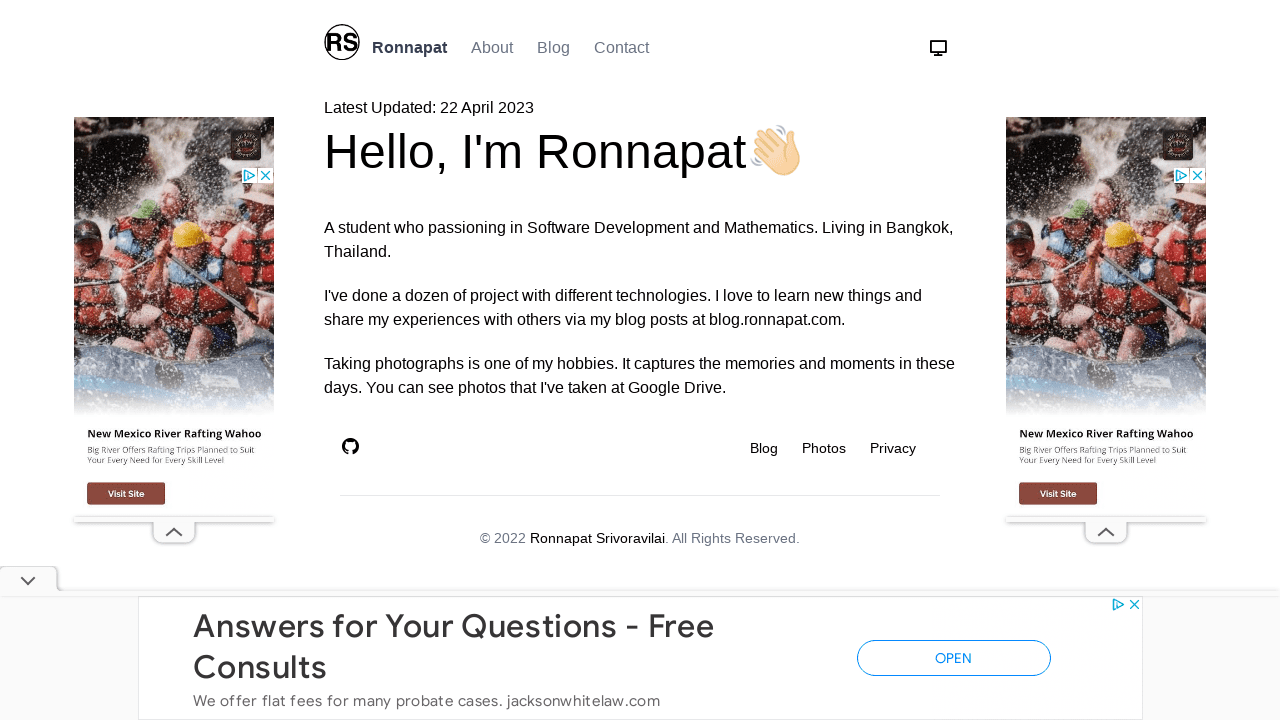 RS Ronnapat About Blog Contact
Latest Updated: 22 April 2023
Hello, I'm Ronnapat👋🏻
A student who passioning in Software Development and Mathematics. Living in Bangkok,
Thailand.
I've done a dozen of project with different technologies. I love to learn new things and
share my experiences with others via my blog posts at blog.ronnapat.com.
Taking photographs is one of my hobbies. It captures the memories and moments in these
days. You can see photos that I've taken at Google Drive.
Blog Photos Privacy
© 2022 Ronnapat Srivoravilai. All Rights Reserved.
New Mexico River Rafting Wahoo
Big River Offers Rafting Trips Planned to Suit
Your Every Need for Every Skill Level
Visit Site
New Mexico River Rafting Wahoo
Big River Offers Rafting Trips Planned to Suit
Your Every Need for Every Skill Level
Visit Site
Answers for Your Questions - Free
Consults
We offer flat fees for many probate cases. jacksonwhitelaw.com
OPEN